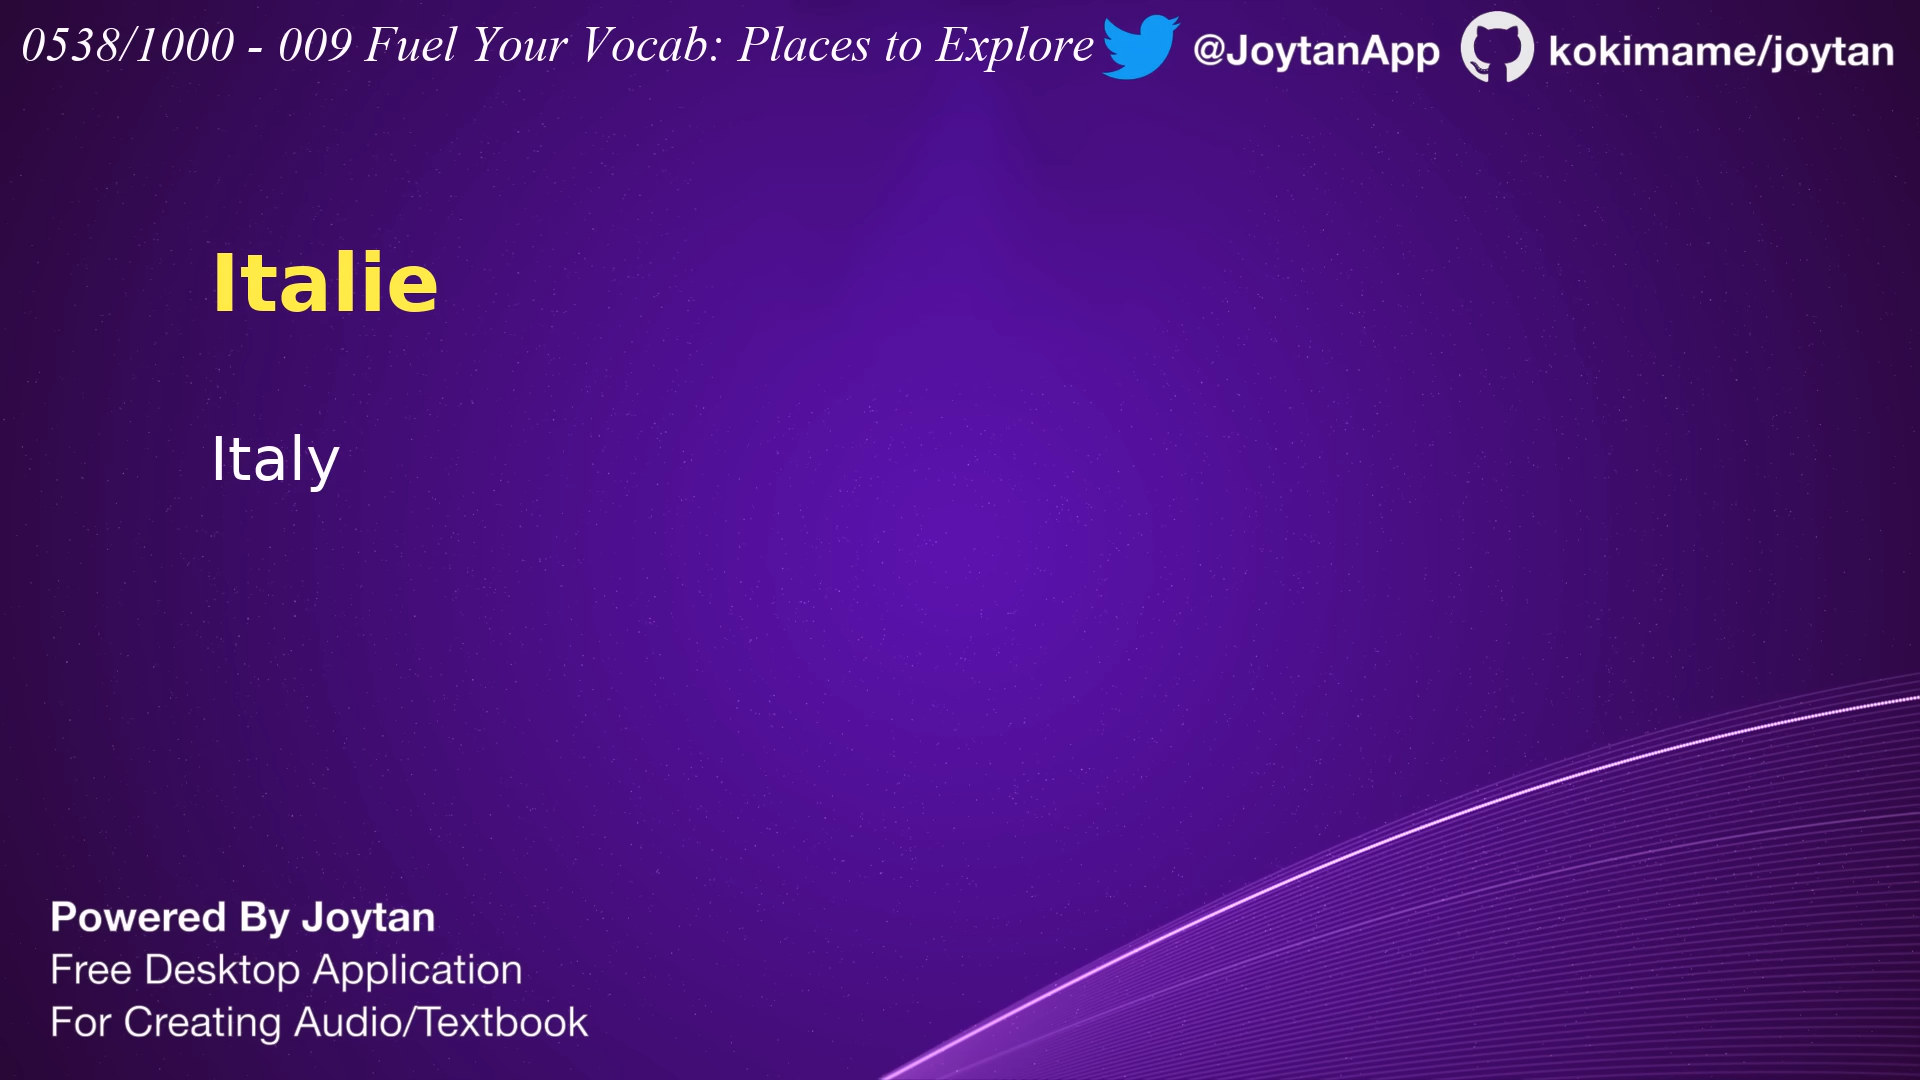 0538/1000 - 009 Fuel Your Vocab: Places to Explore @JoytanApp kokimame/joytan
Italie
Italy
Powered By Joytan
Free Desktop Application
For Creating Audio/Textbook